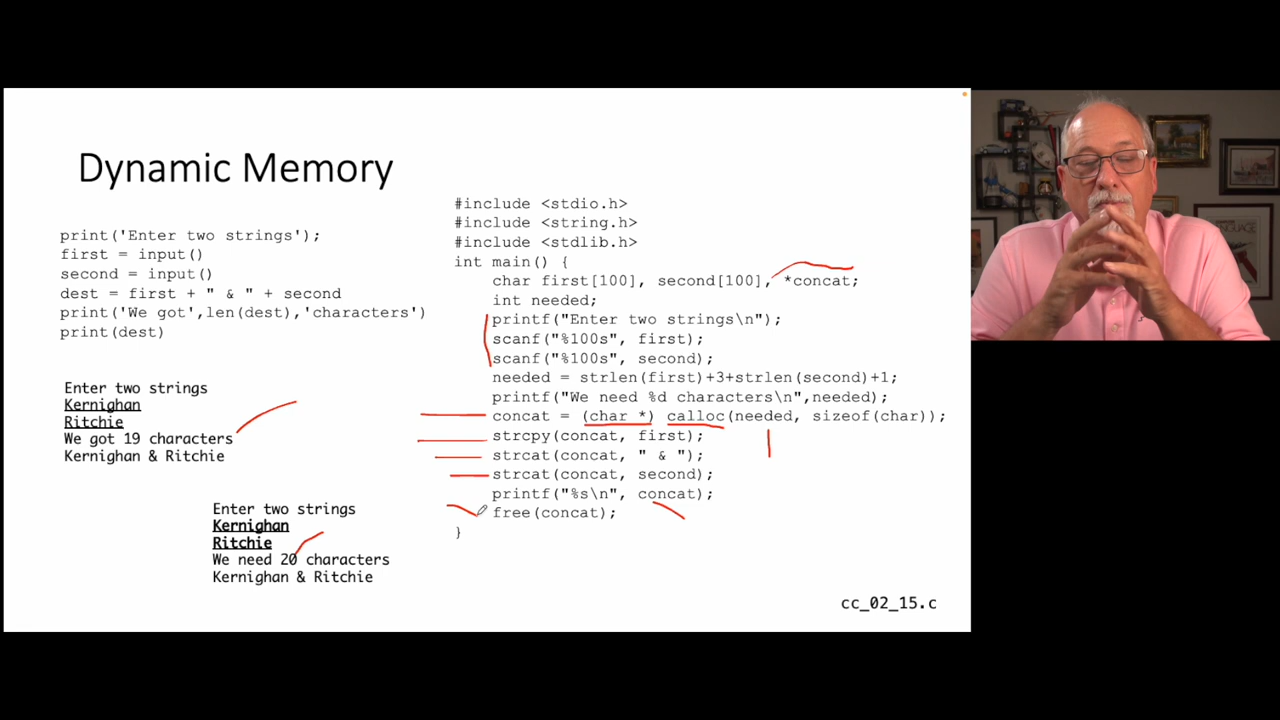 Dynamic Memory
print('Enter two strings');
first = input()
second = input()
dest = first + " & " + second
print('We got',len(dest),'characters')
print(dest)
Enter two strings
Kernighan
Ritchie
We got 19 characters
Kernighan & Ritchie
Enter two strings
Kernighan
Ritchie
We need 20 characters
Kernighan & Ritchie
#include <stdio.h>
#include <string.h>
#include <stdlib.h>
int main() {
char first[100], second[100], *concat;
int needed;
printf("Enter two strings\n");
scanf("%100s", first);
scanf("%100s", second);
needed = strlen(first)+3+strlen(second)+1;
printf("We need %d characters\n",needed);
concat = (char *) calloc(needed, sizeof(char));
strcpy(concat, first);
strcat(concat, " & ");
strcat(concat, second);
printf("%s\n", concat);
free(concat);
}
cc_02_15.c